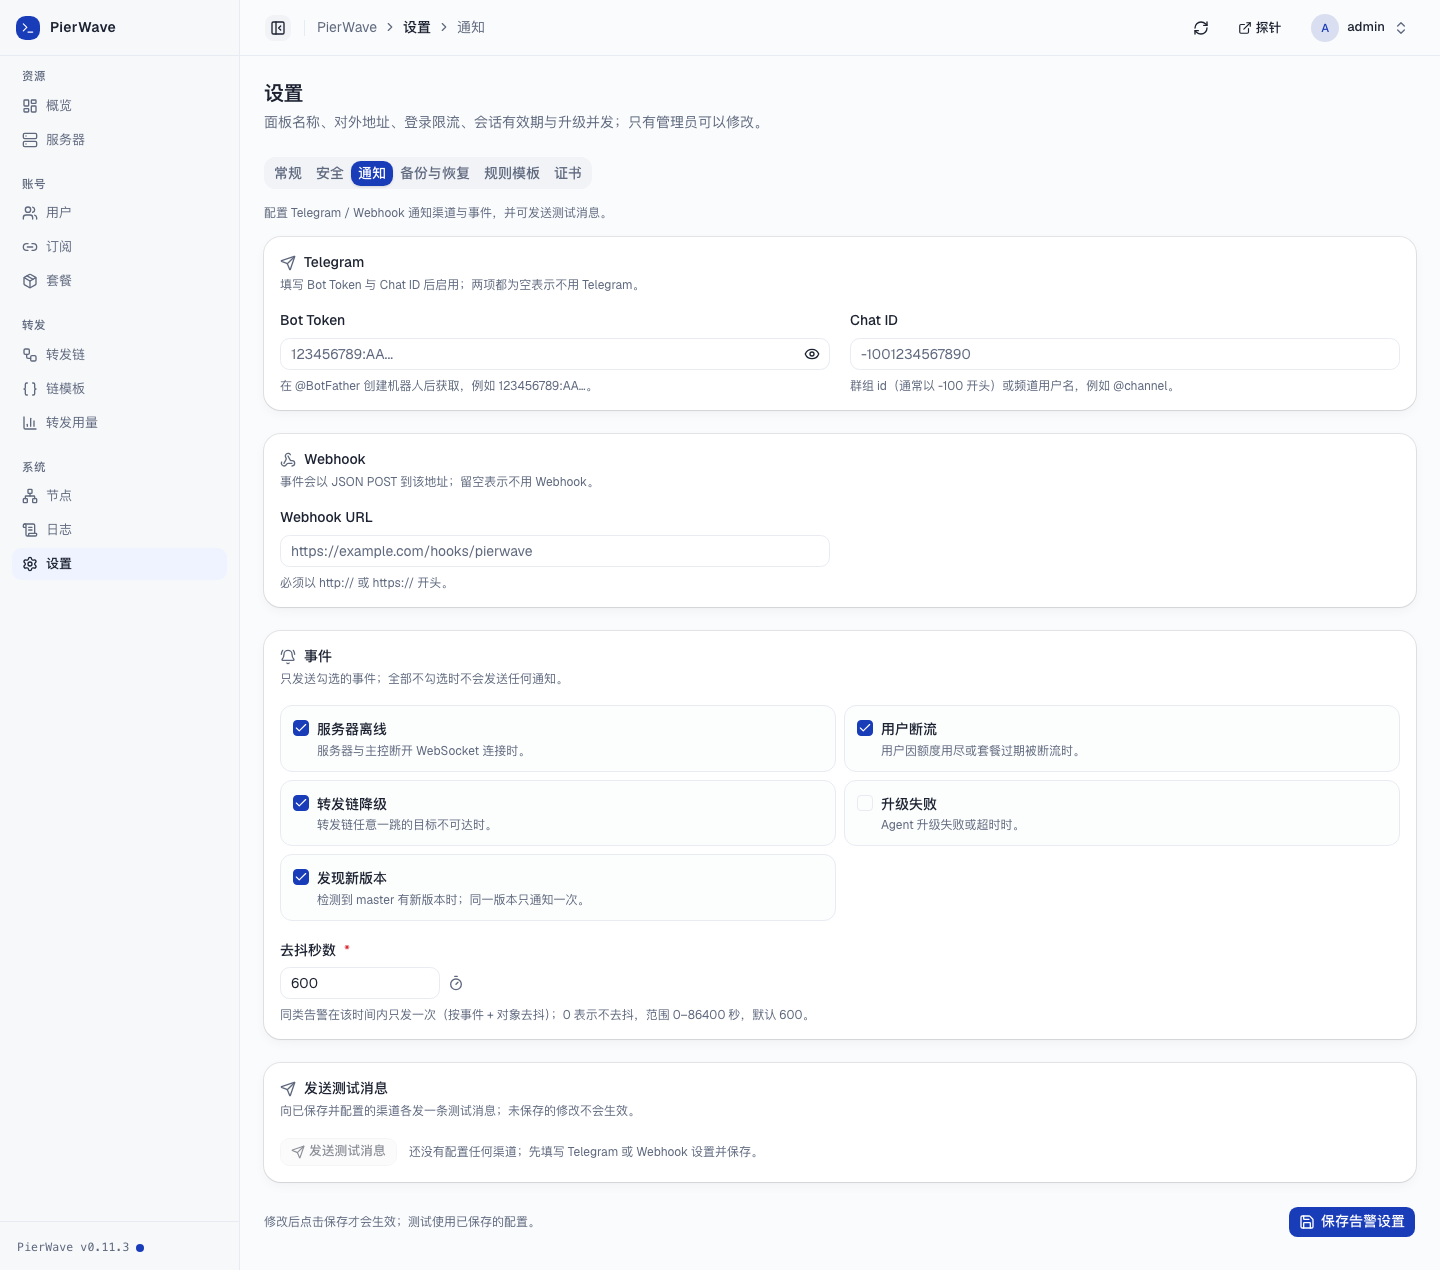 PierWave
PierWave > 设置 > 通知
探针
A
admin
资源
概览
服务器
账号
用户
订阅
套餐
转发
转发链
链模板
转发用量
系统
节点
日志
设置
PierWave v0.11.3
设置
面板名称、对外地址、登录限流、会话有效期与升级并发；只有管理员可以修改。
常规 安全 通知 备份与恢复 规则模板 证书
配置 Telegram / Webhook 通知渠道与事件，并可发送测试消息。
Telegram
填写 Bot Token 与 Chat ID 后启用；两项都为空表示不用 Telegram。
Bot Token
123456789:AA...
在 @BotFather 创建机器人后获取，例如 123456789:AA...。
Chat ID
-1001234567890
群组 id（通常以 -100 开头）或频道用户名，例如 @channel。
Webhook
事件会以 JSON POST 到该地址；留空表示不用 Webhook。
Webhook URL
https://example.com/hooks/pierwave
必须以 http:// 或 https:// 开头。
事件
只发送勾选的事件；全部不勾选时不会发送任何通知。
服务器离线
服务器与主控断开 WebSocket 连接时。
用户断流
用户因额度用尽或套餐过期被断流时。
转发链降级
转发链任意一跳的目标不可达时。
升级失败
Agent 升级失败或超时时。
发现新版本
检测到 master 有新版本时；同一版本只通知一次。
去抖秒数 *
600
同类告警在该时间内只发一次（按事件 + 对象去抖）；0 表示不去抖，范围 0–86400 秒，默认 600。
发送测试消息
向已保存并配置的渠道各发一条测试消息；未保存的修改不会生效。
发送测试消息
还没有配置任何渠道；先填写 Telegram 或 Webhook 设置并保存。
修改后点击保存才会生效；测试使用已保存的配置。
保存告警设置